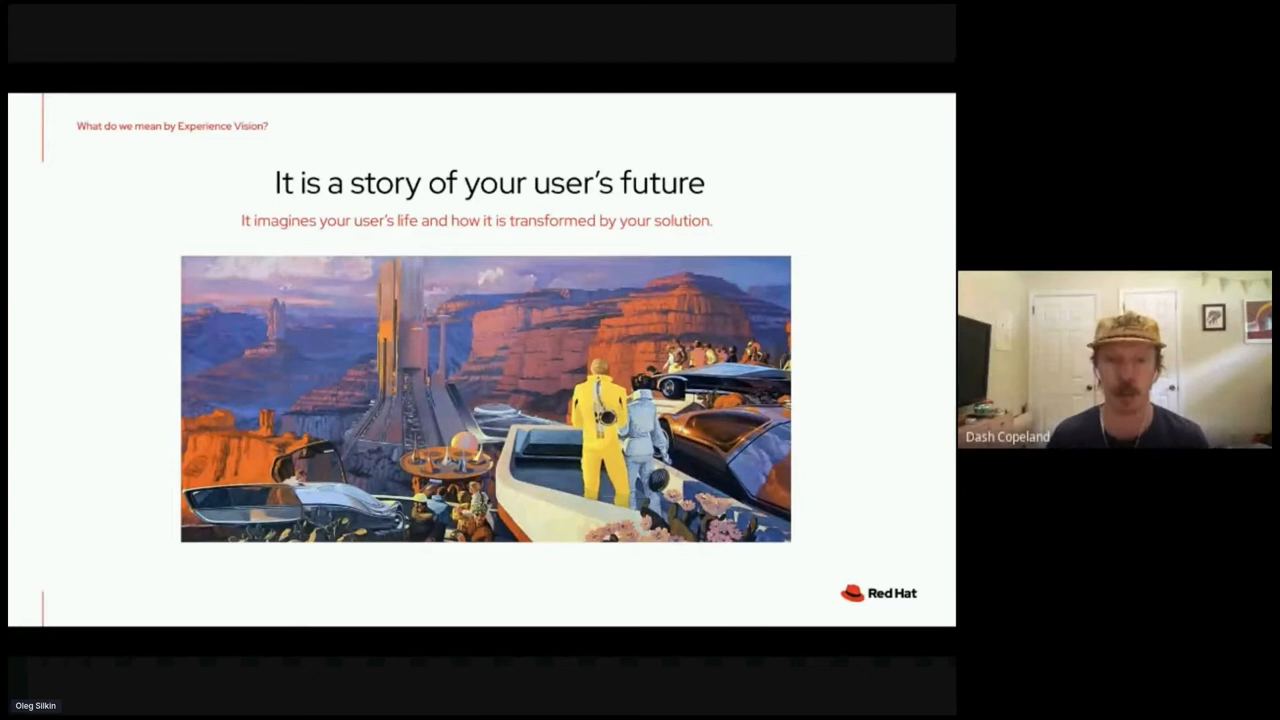 What do we mean by Experience Vision?
It is a story of your user's future
It imagines your user's life and how it is transformed by your solution.
Red Hat
Dash Copeland
Oleg Silkin